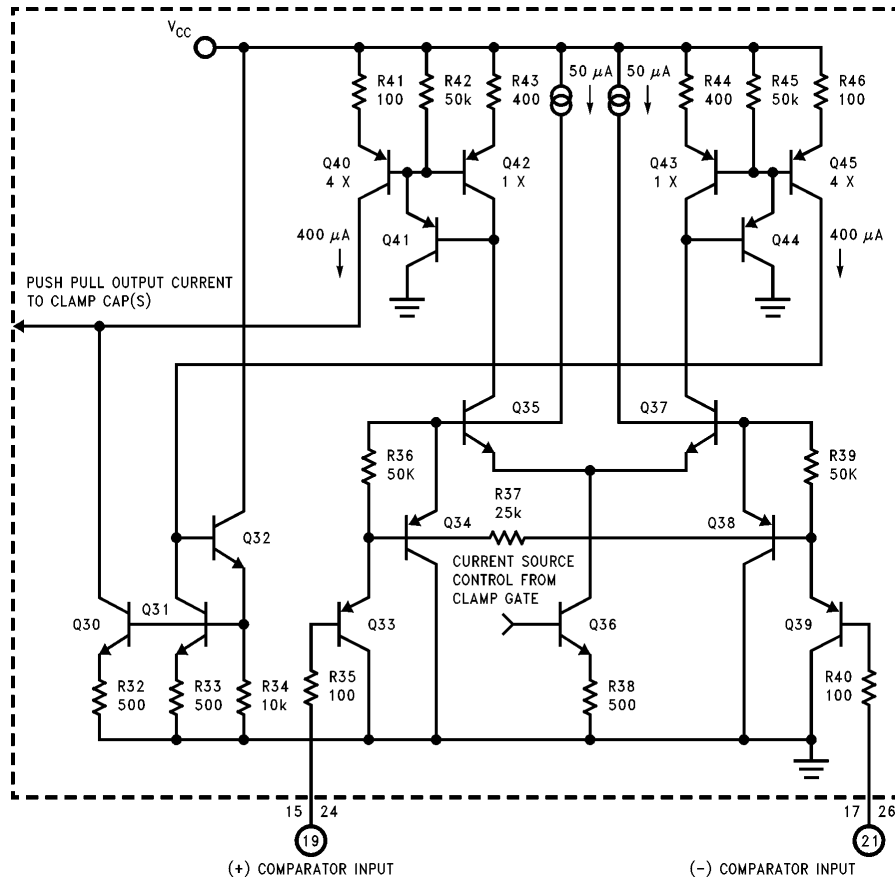 VCC
R41
100
R42
50k
R43
400
50 µA
50 µA
R44
400
R45
50k
R46
100
Q40
4 X
Q42
1 X
Q43
1 X
Q45
4 X
400 µA
Q41
Q44
400 µA
PUSH PULL OUTPUT CURRENT
TO CLAMP CAP(S)
Q35
Q37
R36
50K
R39
50K
R37
25k
Q34
Q38
Q32
CURRENT SOURCE
CONTROL FROM
CLAMP GATE
Q30
Q31
Q33
Q36
Q39
R32
500
R33
500
R34
10k
R35
100
R38
500
R40
100
15 24
17 26
19
21
(+) COMPARATOR INPUT
(-) COMPARATOR INPUT